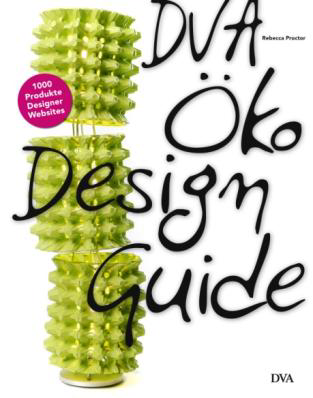 DVA
Rebecca Proctor
1000
Produkte
Designer
Websites
Öko
Design
Guide
DVA